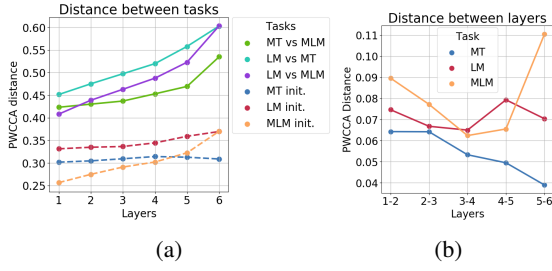 Distance between tasks
PWCCA distance
0.60
0.55
0.50
0.45
0.40
0.35
0.30
0.25
1 2 3 4 5 6
Layers
Tasks
MT vs MLM
LM vs MT
LM vs MLM
MT init.
LM init.
MLM init.
(a)
Distance between layers
PWCCA Distance
0.11
0.10
0.09
0.08
0.07
0.06
0.05
0.04
Task
MT
LM
MLM
1-2 2-3 3-4 4-5 5-6
Layers
(b)